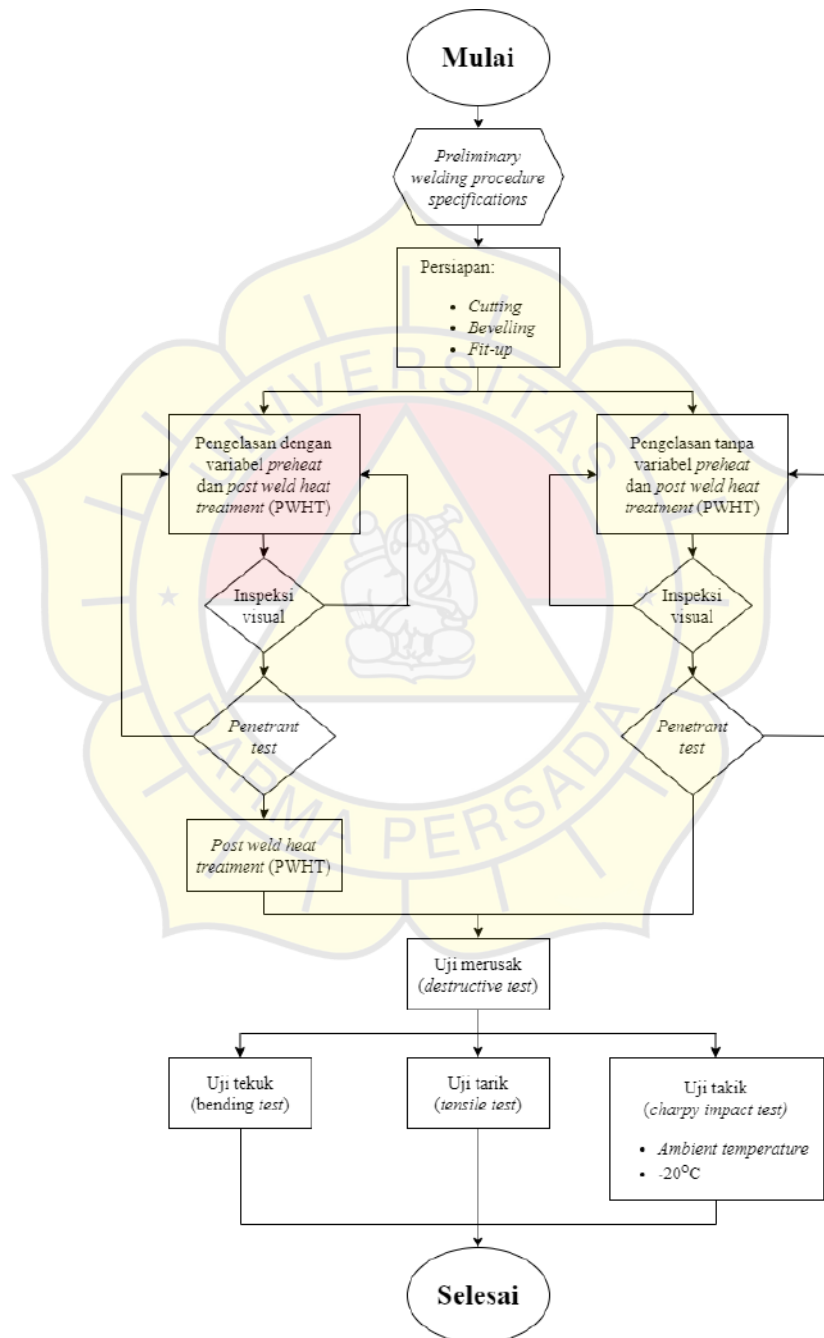 Mulai
Preliminary
welding procedure
specifications
Persiapan:
• Cutting
• Bevelling
• Fit-up
Pengelasan dengan
variabel preheat
dan post weld heat
treatment (PWHT)
Pengelasan tanpa
variabel preheat
dan post weld heat
treatment (PWHT)
Inspeksi
visual
Inspeksi
visual
Penetrant
test
Penetrant
test
Post weld heat
treatment (PWHT)
Uji merusak
(destructive test)
Uji tekuk
(bending test)
Uji tarik
(tensile test)
Uji takik
(charpy impact test)
• Ambient temperature
• -20°C
Selesai
UNIVERSITAS
DARMA PERSADA